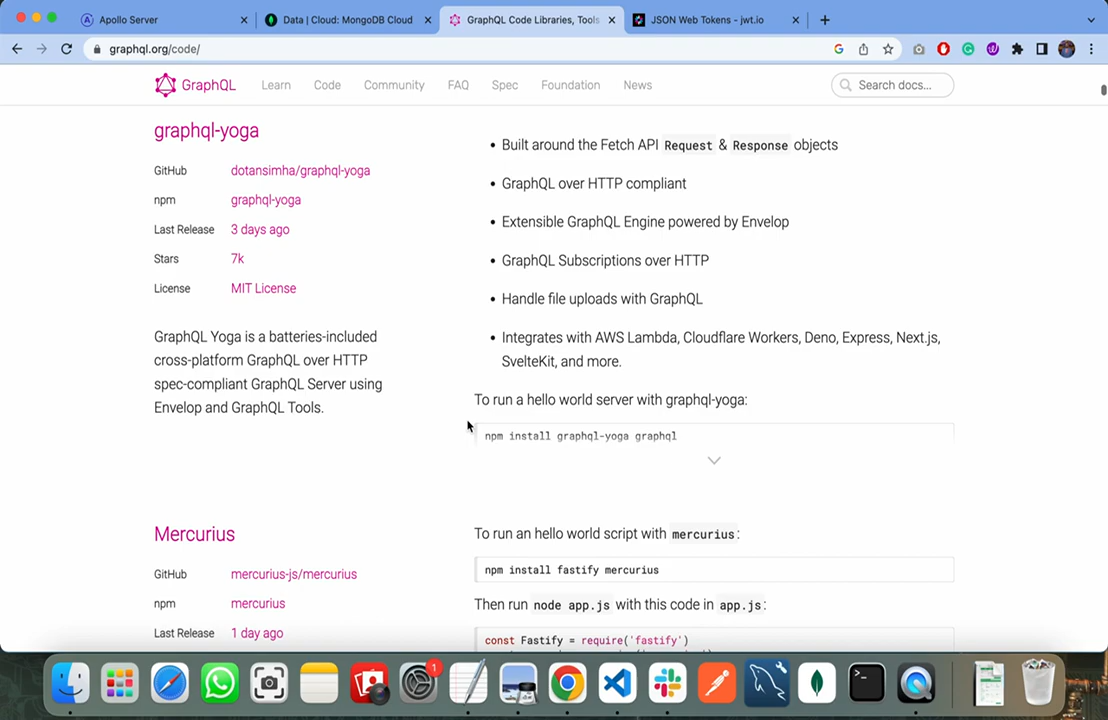 Apollo Server
Data | Cloud: MongoDB Cloud
GraphQL Code Libraries, Tools
JSON Web Tokens - jwt.io
graphql.org/code/
GraphQL
Learn
Code
Community
FAQ
Spec
Foundation
News
Search docs...
graphql-yoga
GitHub dotansimha/graphql-yoga
npm graphql-yoga
Last Release 3 days ago
Stars 7k
License MIT License
GraphQL Yoga is a batteries-included
cross-platform GraphQL over HTTP
spec-compliant GraphQL Server using
Envelop and GraphQL Tools.
• Built around the Fetch API Request & Response objects
• GraphQL over HTTP compliant
• Extensible GraphQL Engine powered by Envelop
• GraphQL Subscriptions over HTTP
• Handle file uploads with GraphQL
• Integrates with AWS Lambda, Cloudflare Workers, Deno, Express, Next.js,
SvelteKit, and more.
To run a hello world server with graphql-yoga:
npm install graphql-yoga graphql
Mercurius
GitHub mercurius-js/mercurius
npm mercurius
Last Release 1 day ago
To run an hello world script with mercurius:
npm install fastify mercurius
Then run node app.js with this code in app.js:
const Fastify = require('fastify')
1